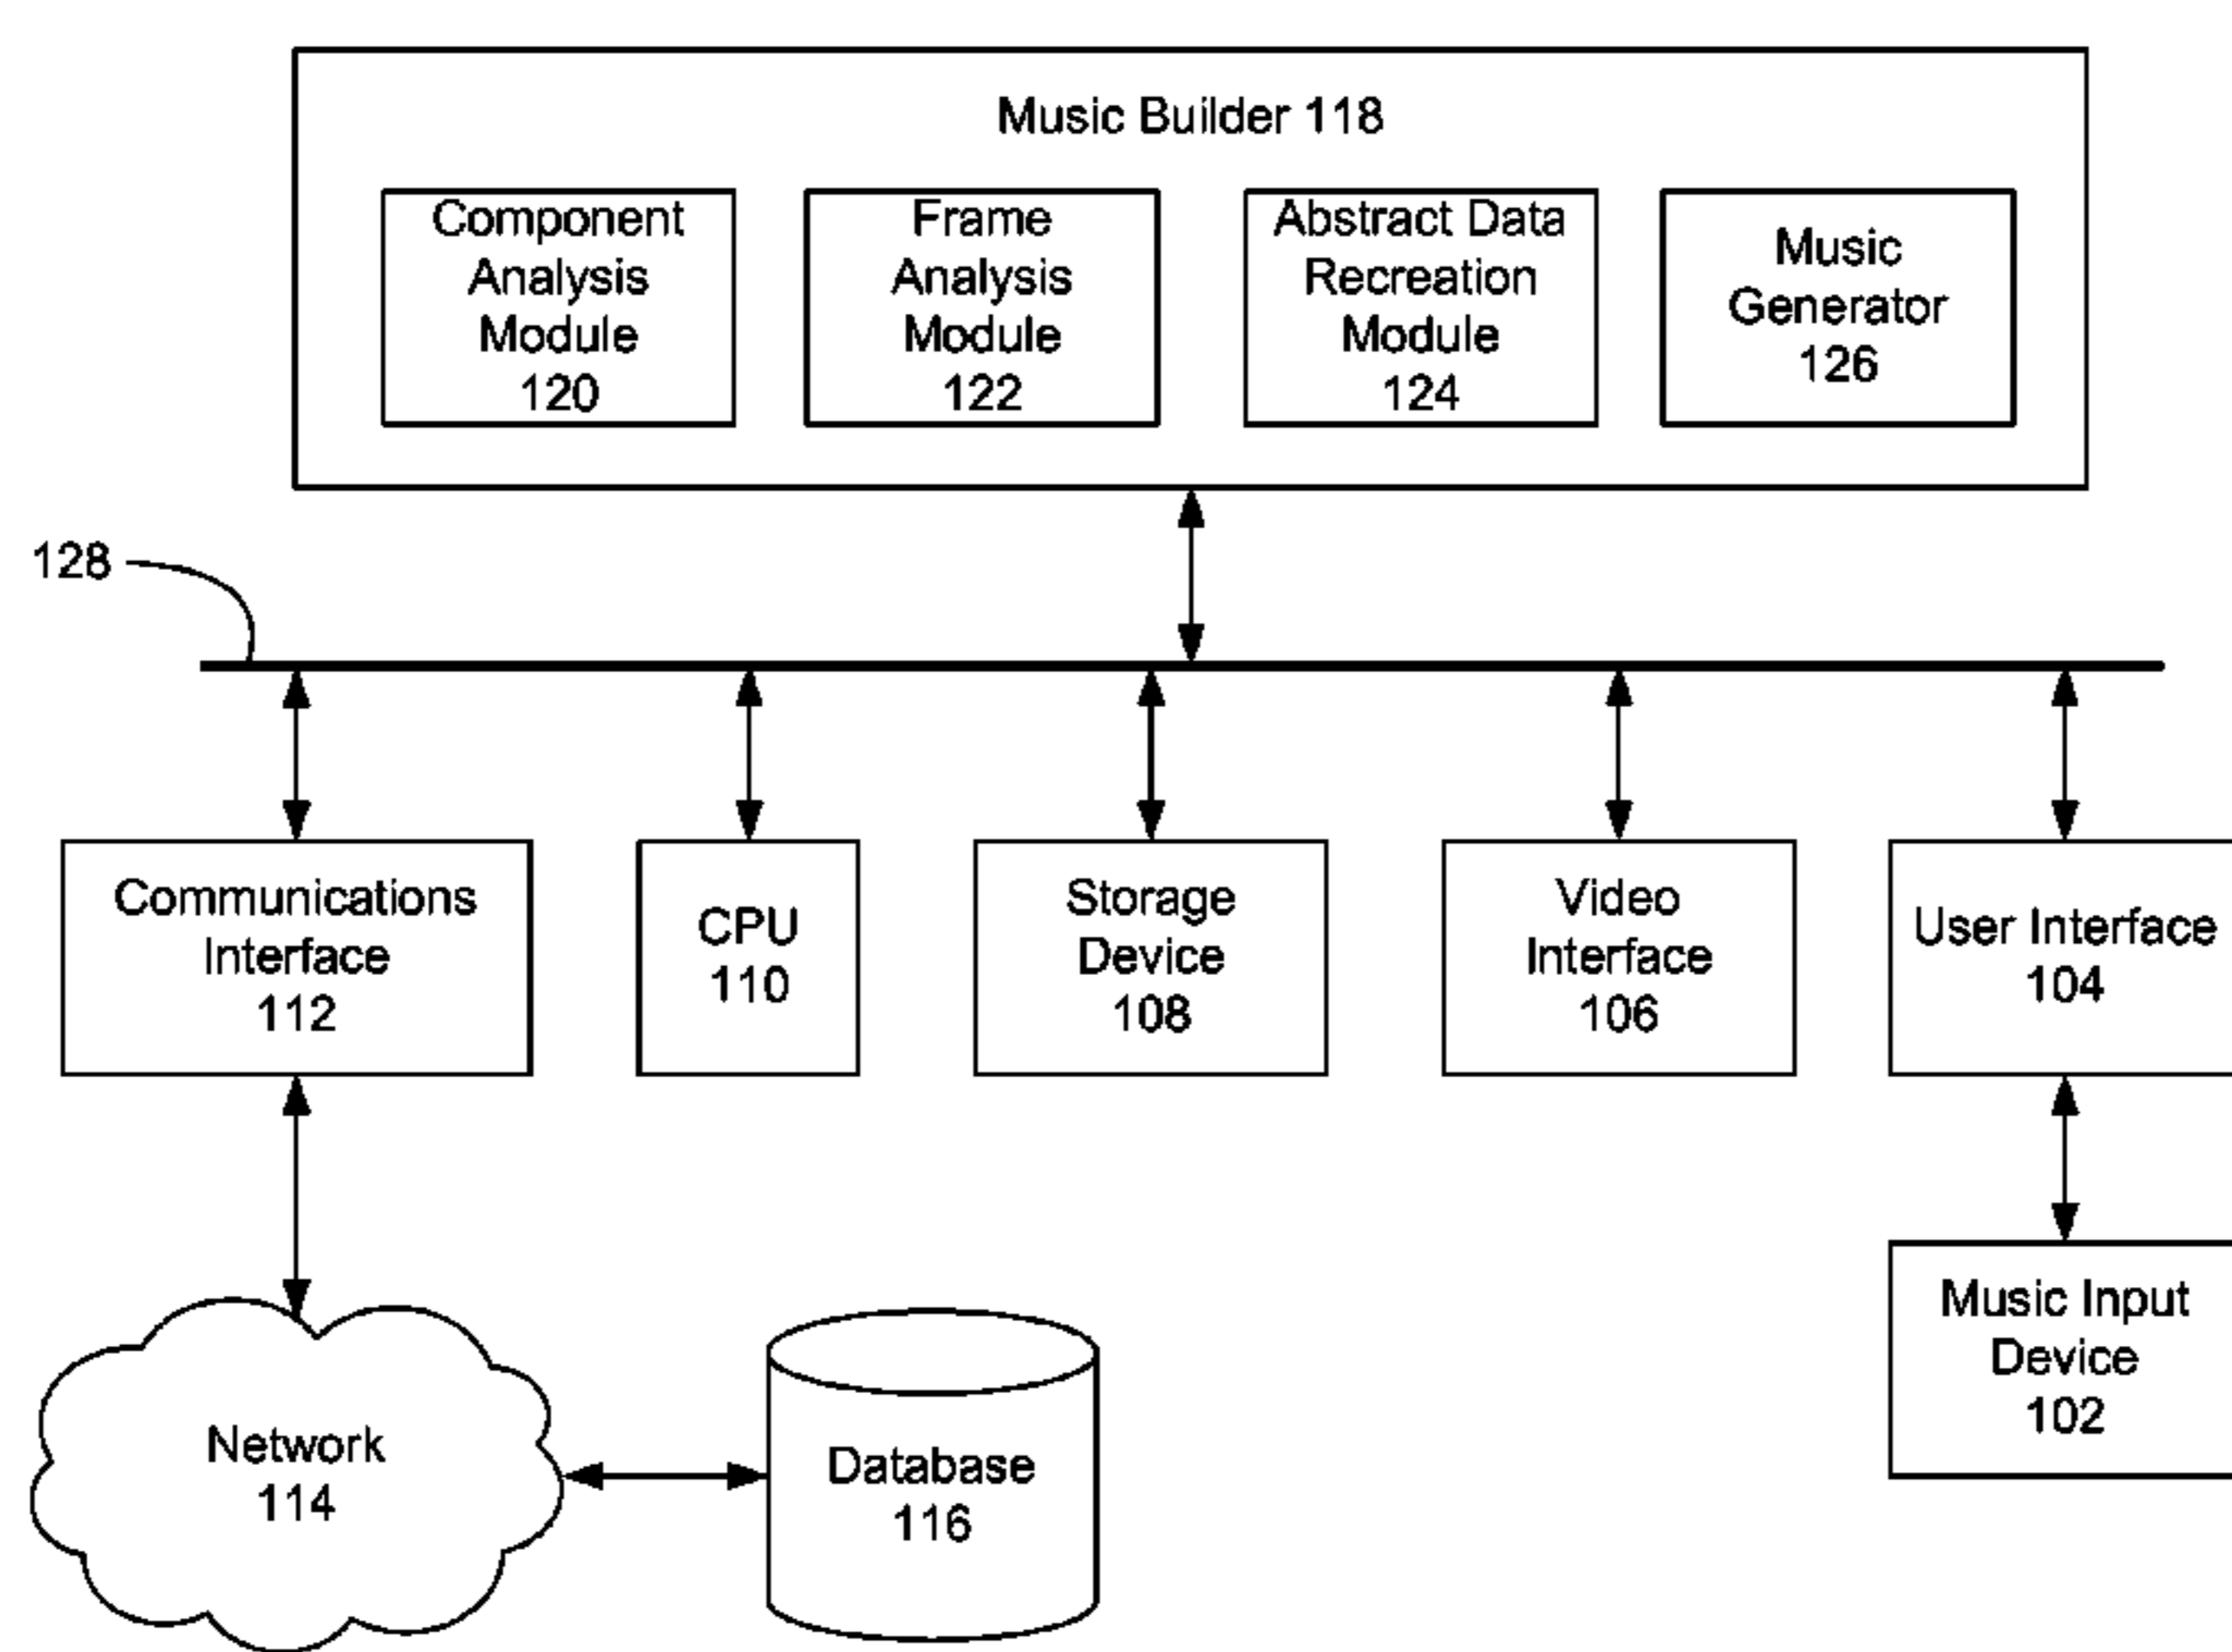 Music Builder 118
Component
Analysis
Module
120
Frame
Analysis
Module
122
Abstract Data
Recreation
Module
124
Music
Generator
126
128
Communications
Interface
112
CPU
110
Storage
Device
108
Video
Interface
106
User Interface
104
Network
114
Database
116
Music Input
Device
102